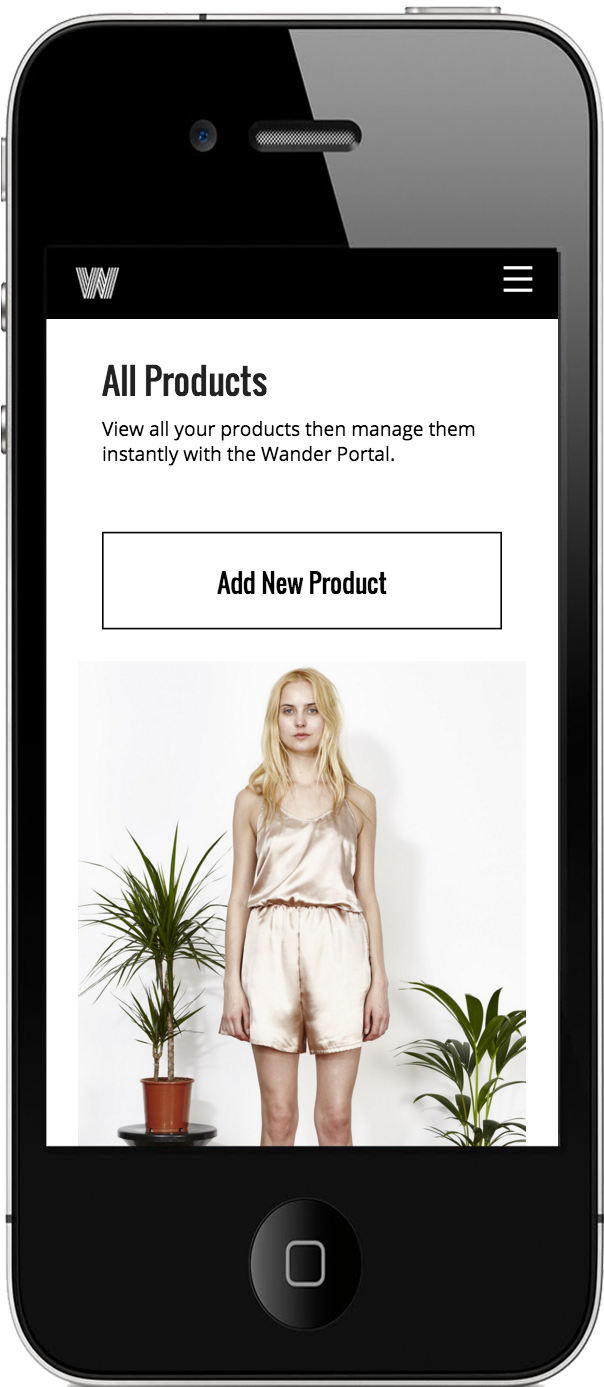 W
All Products
View all your products then manage them
instantly with the Wander Portal.
Add New Product